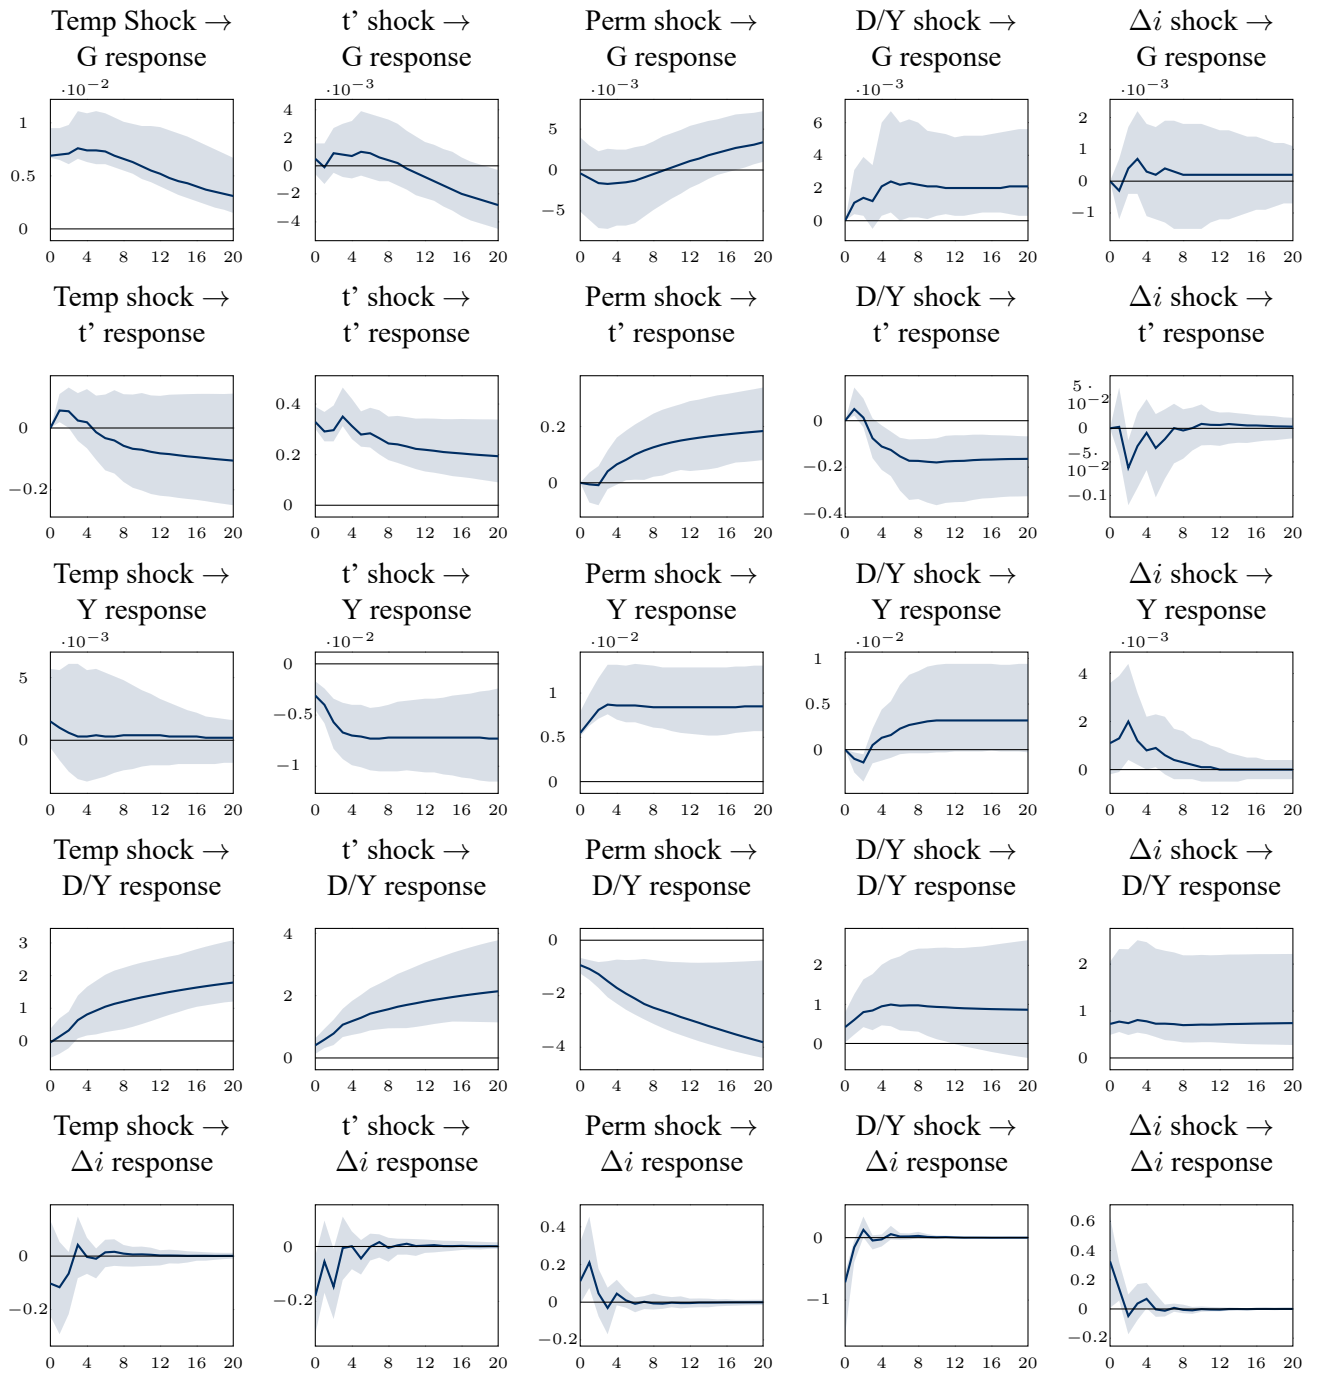 Temp Shock → t’ shock → Perm shock → D/Y shock → Δi shock →
G response G response G response G response G response
·10−2 ·10−3 ·10−3 ·10−3 ·10−3
1 0.5 0
0 4 8 12 16 20
4 2 0 −2 −4
0 4 8 12 16 20
5 0 −5
0 4 8 12 16 20
6 4 2 0
0 4 8 12 16 20
2 1 0 −1
0 4 8 12 16 20
Temp shock → t’ shock → Perm shock → D/Y shock → Δi shock →
t’ response t’ response t’ response t’ response t’ response
0 −0.2
0 4 8 12 16 20
0.4 0.2 0
0 4 8 12 16 20
0.2 0
0 4 8 12 16 20
0 −0.2 −0.4
0 4 8 12 16 20
5 ·
10−2
0
−5 ·
10−2
−0.1
0 4 8 12 16 20
Temp shock → t’ shock → Perm shock → D/Y shock → Δi shock →
Y response Y response Y response Y response Y response
·10−3 ·10−2 ·10−2 ·10−2 ·10−3
5 0
0 4 8 12 16 20
0 −0.5 −1
0 4 8 12 16 20
1 0.5 0
0 4 8 12 16 20
1 0.5 0
0 4 8 12 16 20
4 2 0
0 4 8 12 16 20
Temp shock → t’ shock → Perm shock → D/Y shock → Δi shock →
D/Y response D/Y response D/Y response D/Y response D/Y response
3 2 1 0
0 4 8 12 16 20
4 2 0
0 4 8 12 16 20
0 −2 −4
0 4 8 12 16 20
2 1 0
0 4 8 12 16 20
2 1 0
0 4 8 12 16 20
Temp shock → t’ shock → Perm shock → D/Y shock → Δi shock →
Δi response Δi response Δi response Δi response Δi response
0 −0.2
0 4 8 12 16 20
0 −0.2
0 4 8 12 16 20
0.4 0.2 0 −0.2
0 4 8 12 16 20
0 −1
0 4 8 12 16 20
0.6 0.4 0.2 0 −0.2
0 4 8 12 16 20